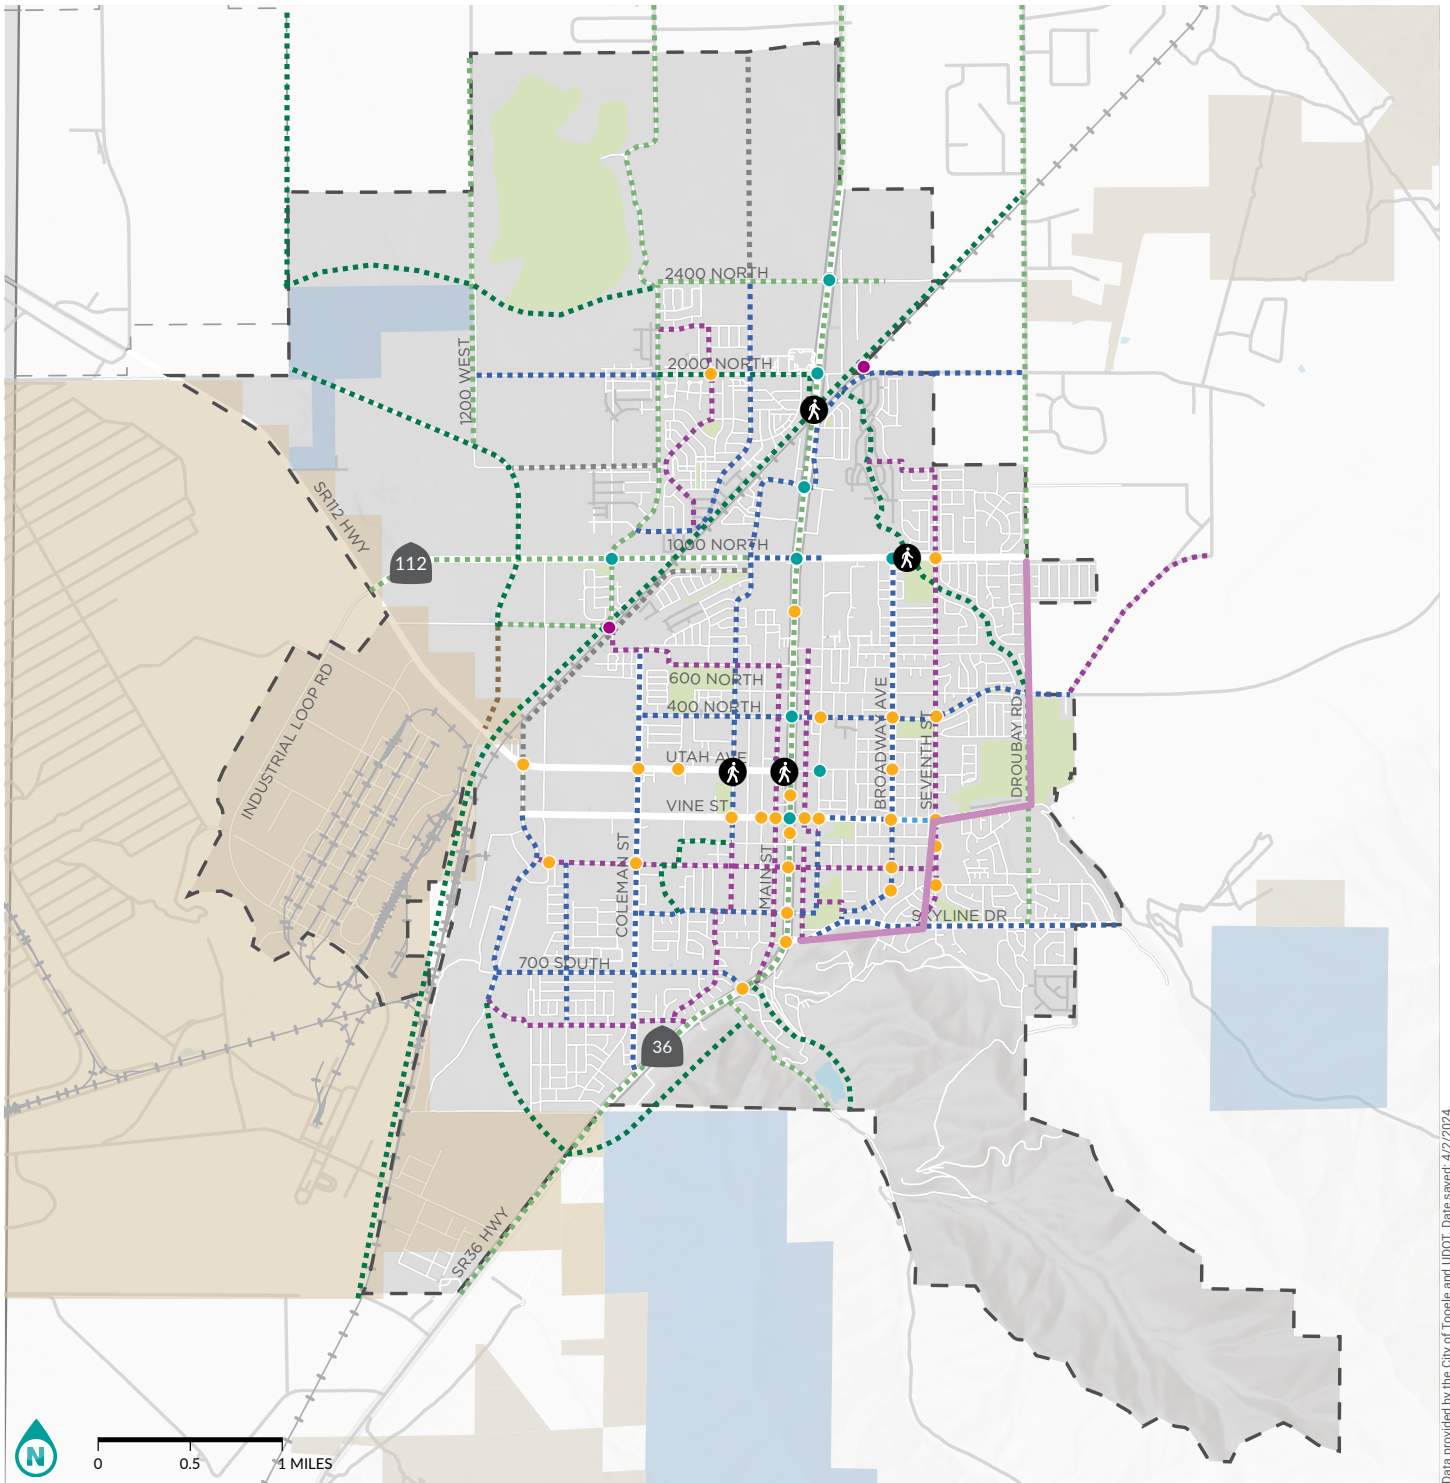 2400 NORTH
2000 NORTH
1200 WEST
SR112 HWY
1000 NORTH
112
600 NORTH
400 NORTH
BROADWAY AVE
SEVENTH ST
DROUBAY RD
INDUSTRIAL LOOP RD
UTAH AVE
VINE ST
COLEMAN ST
MAIN ST
SKYLINE DR
700 SOUTH
36
SR36 HWY
N
0
0.5
1 MILES
Data provided by the City of Tooele and UDOT. Date saved: 4/2/2024.